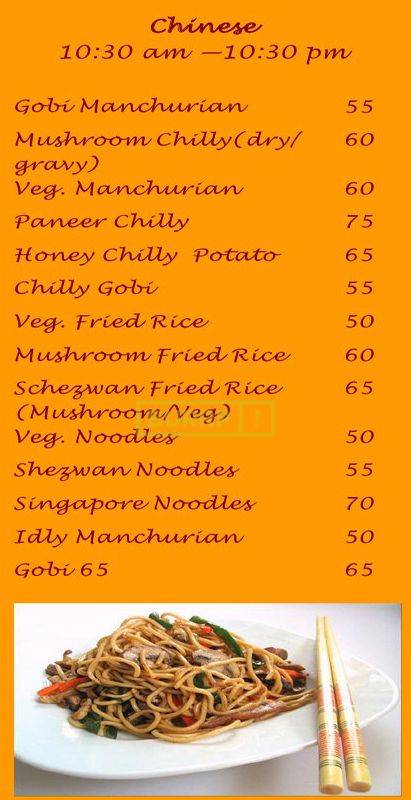 Chinese
10:30 am —10:30 pm
Gobi Manchurian 55
Mushroom Chilly(dry/ 60
gravy)
Veg. Manchurian 60
Paneer Chilly 75
Honey Chilly Potato 65
Chilly Gobi 55
Veg. Fried Rice 50
Mushroom Fried Rice 60
Schezwan Fried Rice 65
(Mushroom/Veg)
Veg. Noodles 50
Shezwan Noodles 55
Singapore Noodles 70
Idly Manchurian 50
Gobi 65 65